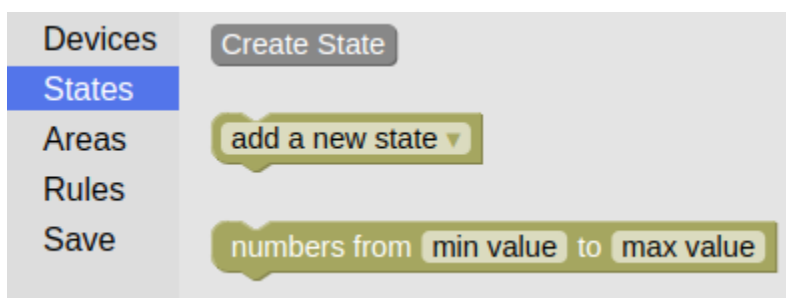 Devices
States
Areas
Rules
Save
Create State
add a new state ▾
numbers from min value to max value